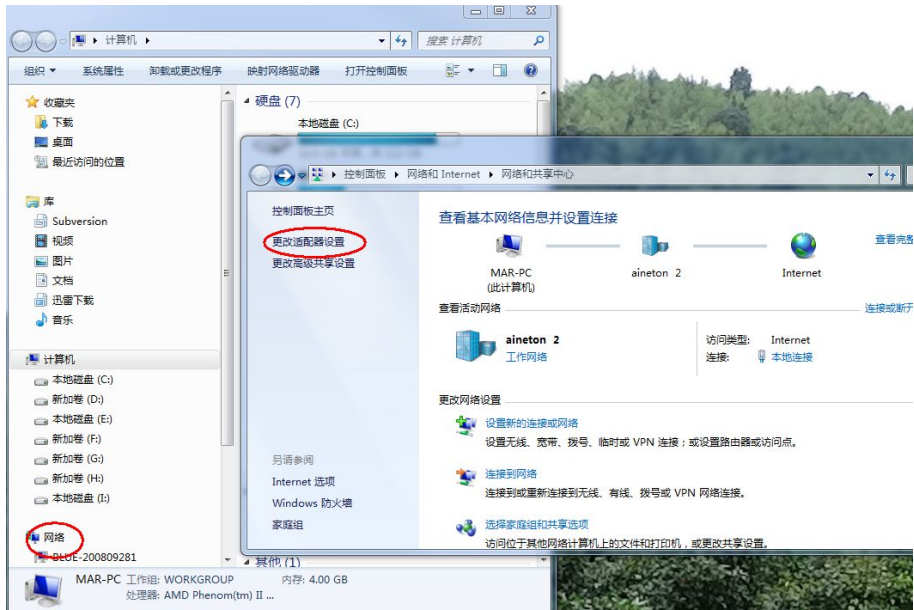 计算机
搜索 计算机
组织 系统属性 卸载或更改程序 映射网络驱动器 打开控制面板
收藏夹
下载
桌面
最近访问的位置
库
Subversion
视频
图片
文档
迅雷下载
音乐
计算机
本地磁盘 (C:)
新加卷 (D:)
本地磁盘 (E:)
新加卷 (F:)
新加卷 (G:)
新加卷 (H:)
本地磁盘 (I:)
网络
BLUE-200809281
硬盘 (7)
本地磁盘 (C:)
控制面板 网络和 Internet 网络和共享中心
控制面板主页
更改适配器设置
更改高级共享设置
另请参阅
Internet 选项
Windows 防火墙
家庭组
查看基本网络信息并设置连接
查看完整
MAR-PC
(此计算机)
aineton 2
Internet
查看活动网络
连接或断开
aineton 2
工作网络
访问类型: Internet
连接: 本地连接
更改网络设置
设置新的连接或网络
设置无线、宽带、拨号、临时或 VPN 连接；或设置路由器或访问点。
连接到网络
连接到或重新连接到无线、有线、拨号或 VPN 网络连接。
选择家庭组和共享选项
访问位于其他网络计算机上的文件和打印机，或更改共享设置。
其他 (1)
MAR-PC 工作组: WORKGROUP 内存: 4.00 GB
处理器: AMD Phenom(tm) II ...